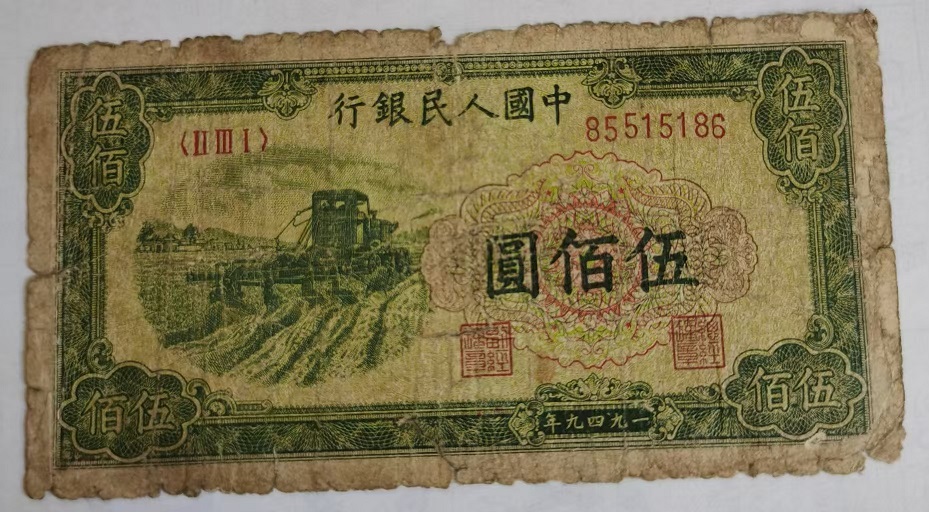 中國人民銀行
伍佰
伍佰
〈II III I〉
85515186
伍佰圓
伍佰
伍佰
一九四九年